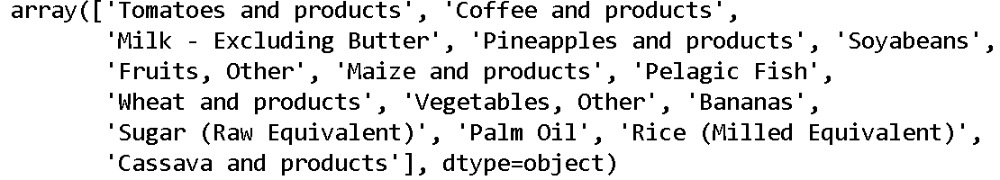 array(['Tomatoes and products', 'Coffee and products',
'Milk - Excluding Butter', 'Pineapples and products', 'Soyabeans',
'Fruits, Other', 'Maize and products', 'Pelagic Fish',
'Wheat and products', 'Vegetables, Other', 'Bananas',
'Sugar (Raw Equivalent)', 'Palm Oil', 'Rice (Milled Equivalent)',
'Cassava and products'], dtype=object)